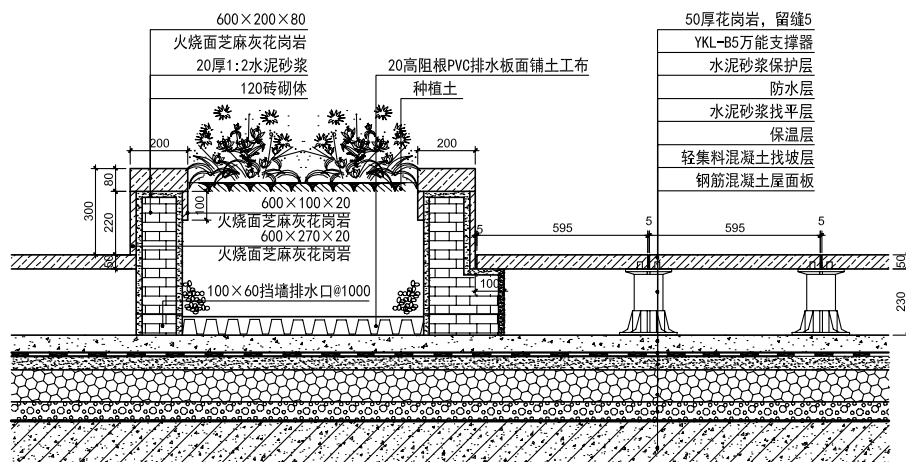 600×200×80
火烧面芝麻灰花岗岩
20厚1:2水泥砂浆
120砖砌体
20高阻根PVC排水板面铺土工布
种植土
50厚花岗岩，留缝5
YKL-B5万能支撑器
水泥砂浆保护层
防水层
水泥砂浆找平层
保温层
轻集料混凝土找坡层
钢筋混凝土屋面板
200
200
80
300
220
50
100
600×100×20
火烧面芝麻灰花岗岩
600×270×20
火烧面芝麻灰花岗岩
100×60挡墙排水口@1000
5
595
5
595
5
100
50
230